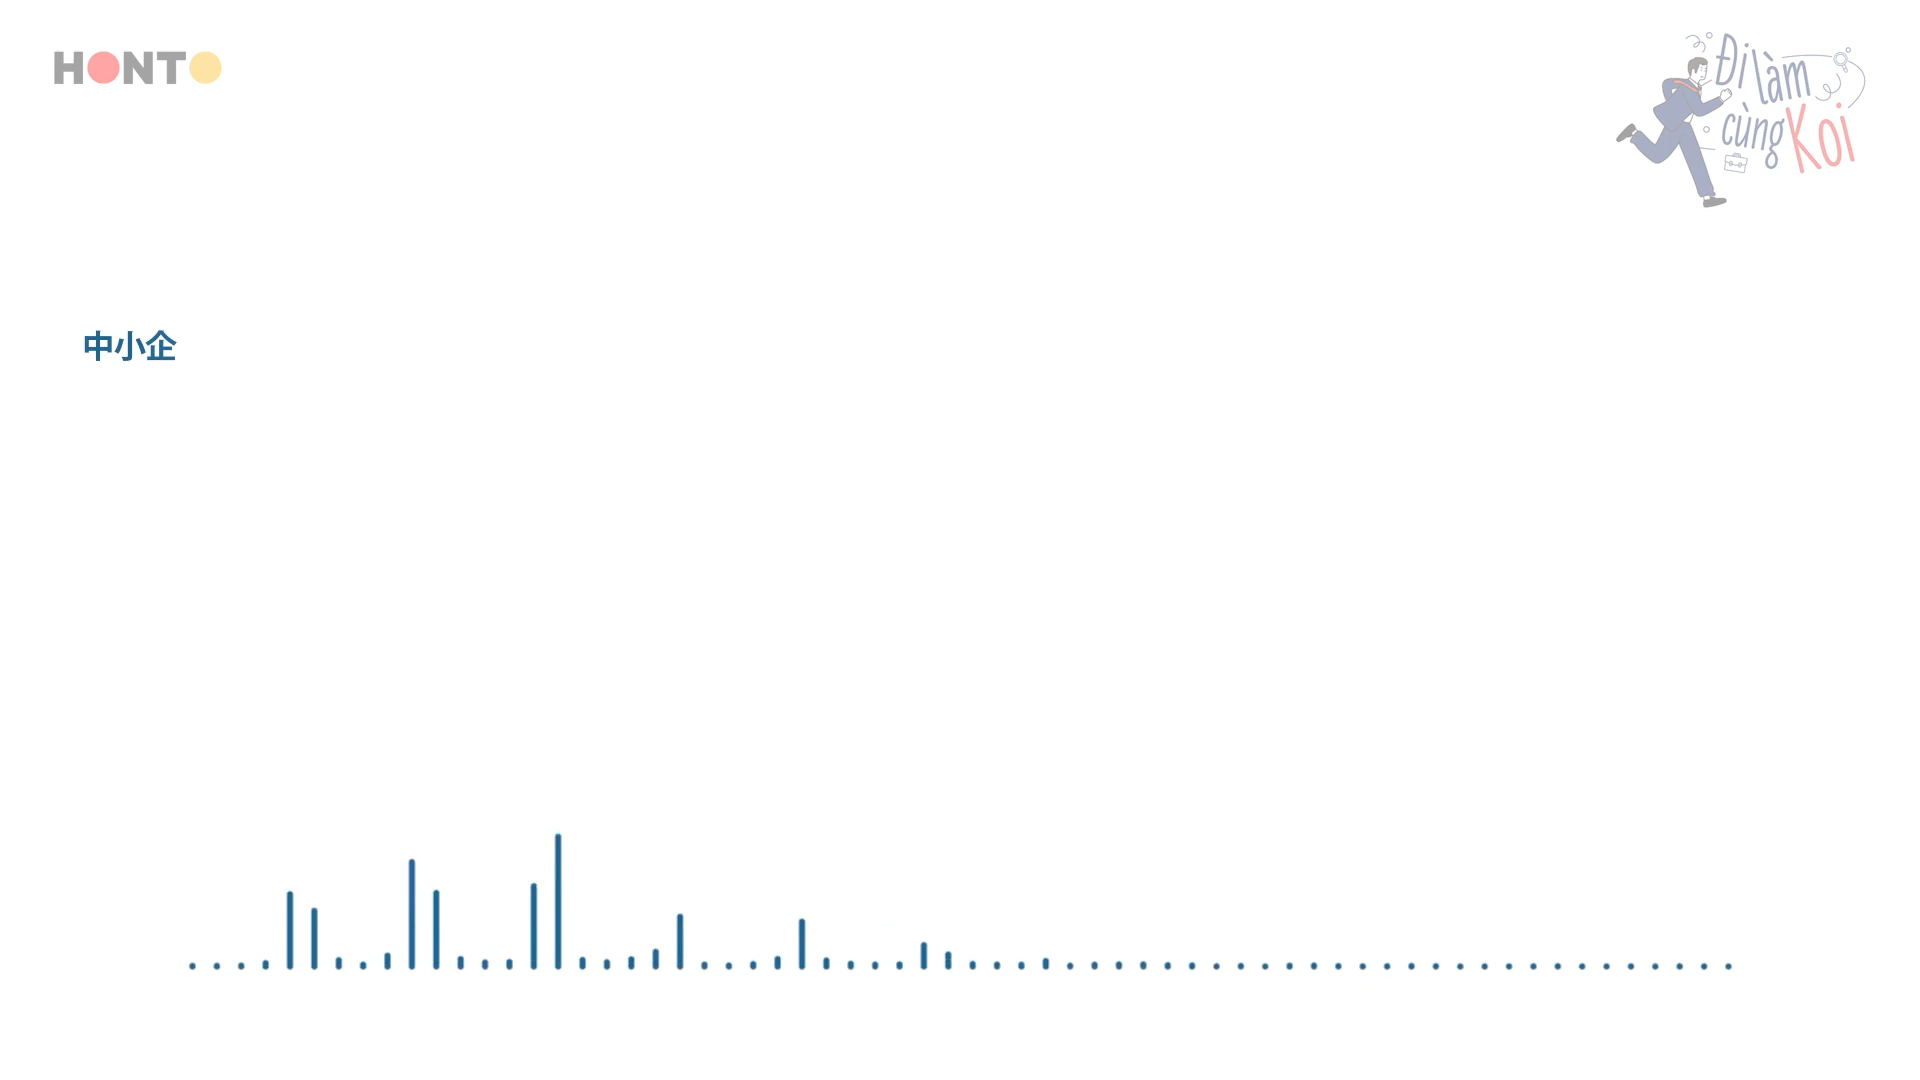 HONTO
Đi làm
cùng Koi
中小企